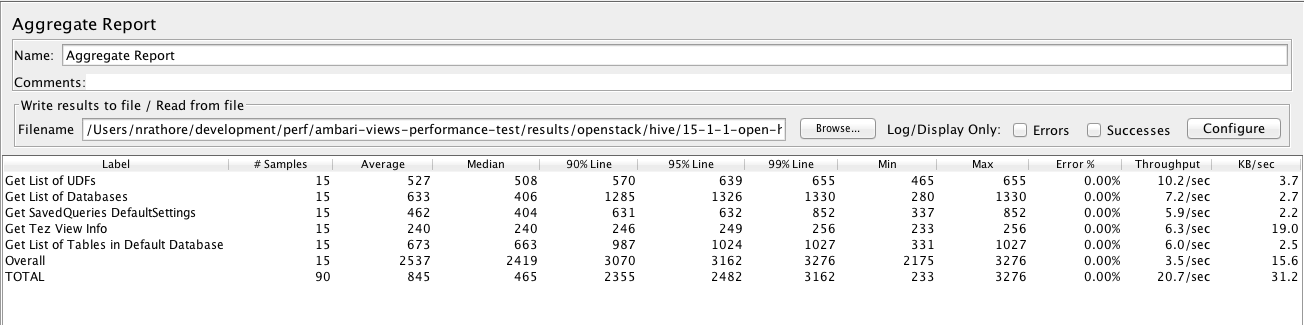 Aggregate Report
Name: Aggregate Report
Comments:
Write results to file / Read from file
Filename /Users/nrathore/development/perf/ambari-views-performance-test/results/openstack/hive/15-1-1-open-h Browse... Log/Display Only: Errors Successes Configure
Label # Samples Average Median 90% Line 95% Line 99% Line Min Max Error % Throughput KB/sec
Get List of UDFs 15 527 508 570 639 655 465 655 0.00% 10.2/sec 3.7
Get List of Databases 15 633 406 1285 1326 1330 280 1330 0.00% 7.2/sec 2.7
Get SavedQueries DefaultSettings 15 462 404 631 632 852 337 852 0.00% 5.9/sec 2.2
Get Tez View Info 15 240 240 246 249 256 233 256 0.00% 6.3/sec 19.0
Get List of Tables in Default Database 15 673 663 987 1024 1027 331 1027 0.00% 6.0/sec 2.5
Overall 15 2537 2419 3070 3162 3276 2175 3276 0.00% 3.5/sec 15.6
TOTAL 90 845 465 2355 2482 3162 233 3276 0.00% 20.7/sec 31.2